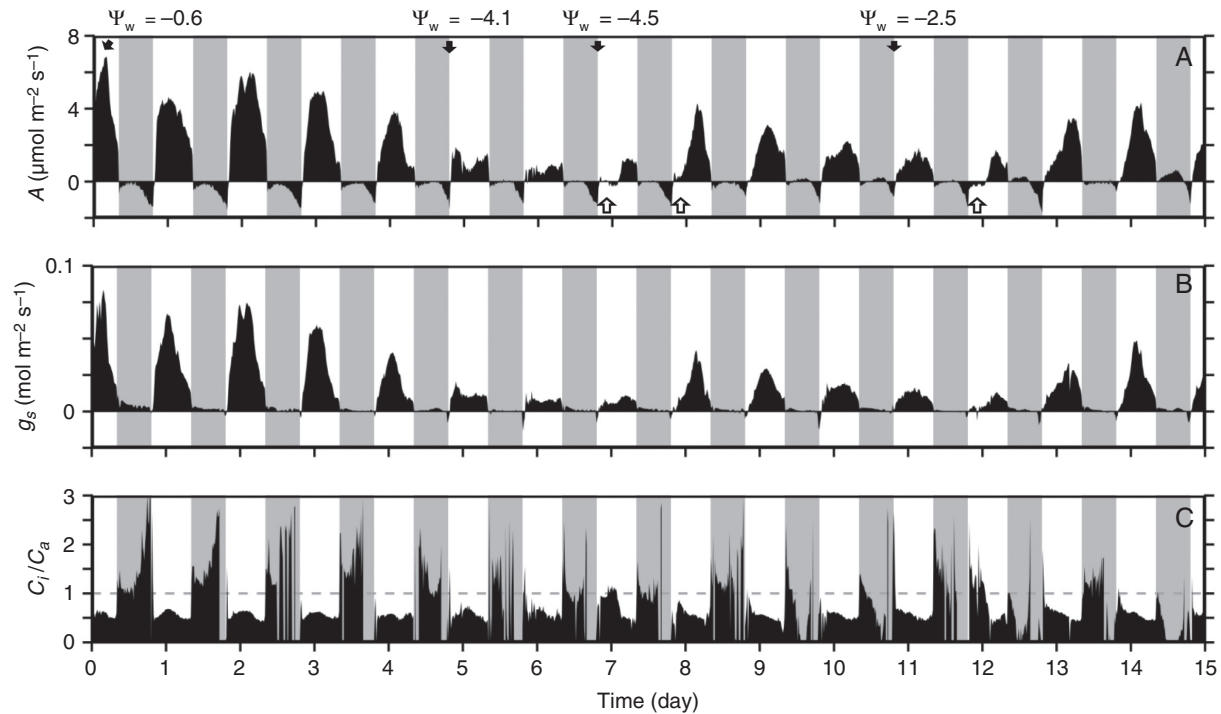 Ψw = –0.6 Ψw = –4.1 Ψw = –4.5 Ψw = –2.5
A
8
4
0
A (μmol m–2 s–1)
B
0.1
0
gs (mol m–2 s–1)
C
3
2
1
0
Ci/Ca
0 1 2 3 4 5 6 7 8 9 10 11 12 13 14 15
Time (day)